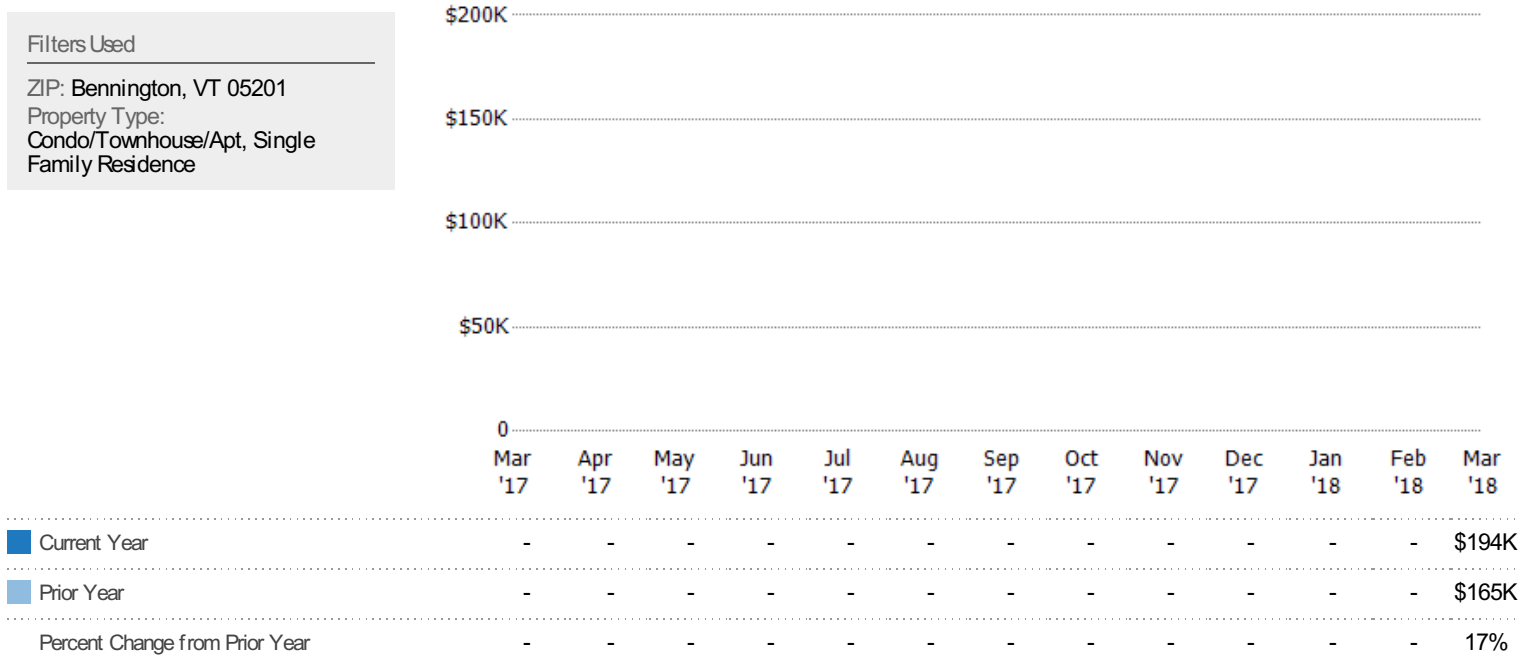 Filters Used
ZIP: Bennington, VT 05201
Property Type:
Condo/Townhouse/Apt, Single
Family Residence
$200K
$150K
$100K
$50K
0
Mar Apr May Jun Jul Aug Sep Oct Nov Dec Jan Feb Mar
'17 '17 '17 '17 '17 '17 '17 '17 '17 '17 '18 '18 '18
Current Year - - - - - - - - - - - - $194K
Prior Year - - - - - - - - - - - - $165K
Percent Change from Prior Year - - - - - - - - - - - - 17%